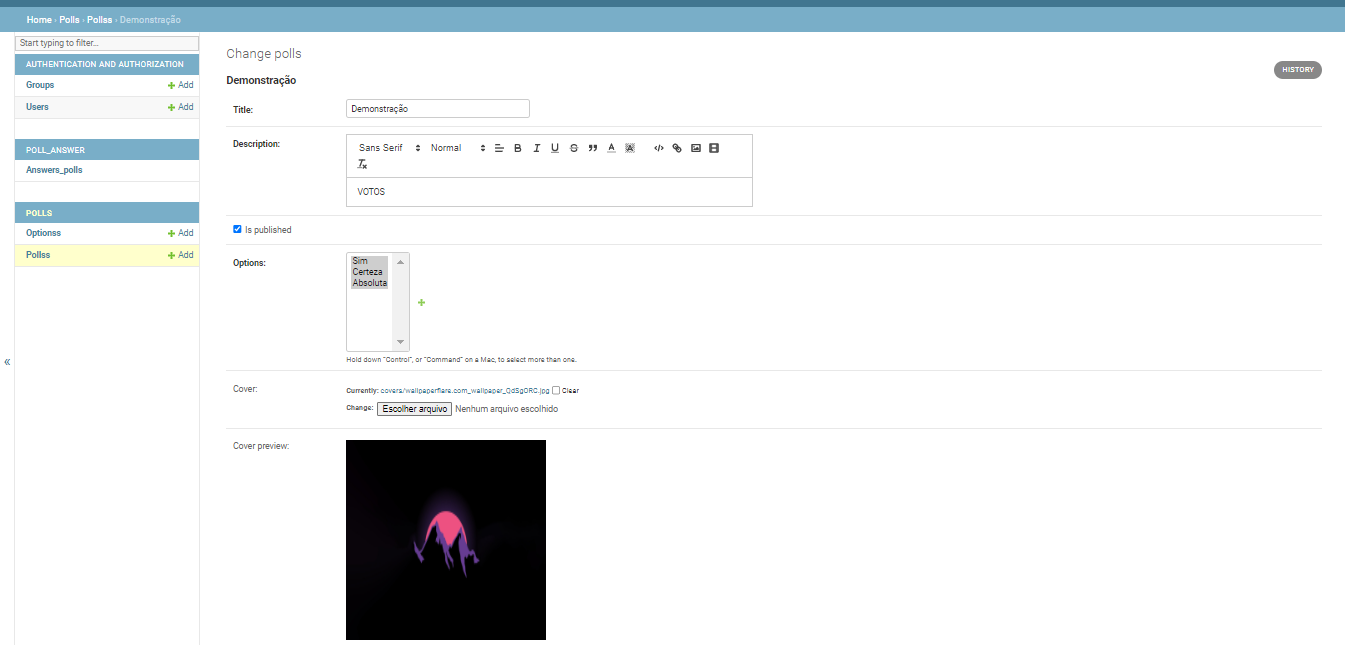 Home › Polls › Pollss › Demonstração
Start typing to filter...
AUTHENTICATION AND AUTHORIZATION
Groups + Add
Users + Add
POLL_ANSWER
Answers_polls
POLLS
Optionss + Add
Pollss + Add
«
Change polls
HISTORY
Demonstração
Title: Demonstração
Description: Sans Serif Normal
VOTOS
Is published
Options: Sim
Certeza
Absoluta
Hold down "Control", or "Command" on a Mac, to select more than one.
Cover: Currently: covers/wallpaperflare.com_wallpaper_QdSgORC.jpg Clear
Change: Escolher arquivo Nenhum arquivo escolhido
Cover preview: